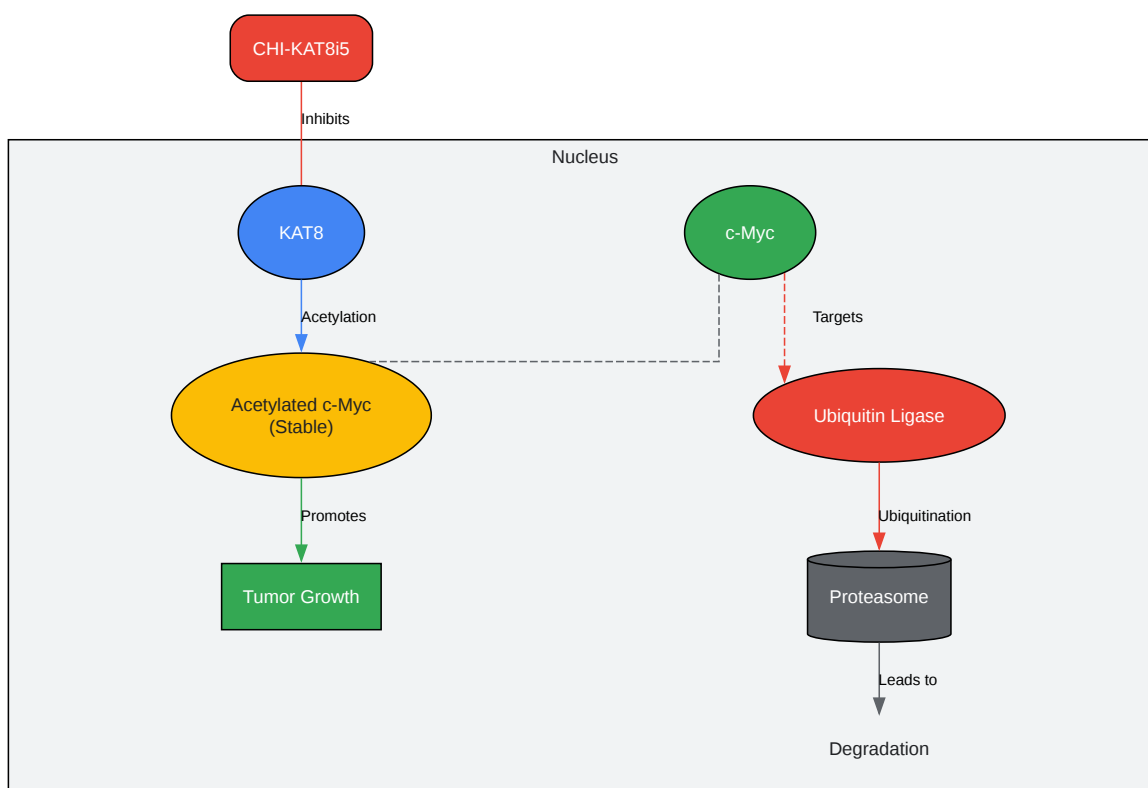 CHI-KAT8i5
Inhibits
Nucleus
KAT8
c-Myc
Acetylation
Targets
Acetylated c-Myc
(Stable)
Ubiquitin Ligase
Promotes
Ubiquitination
Tumor Growth
Proteasome
Leads to
Degradation